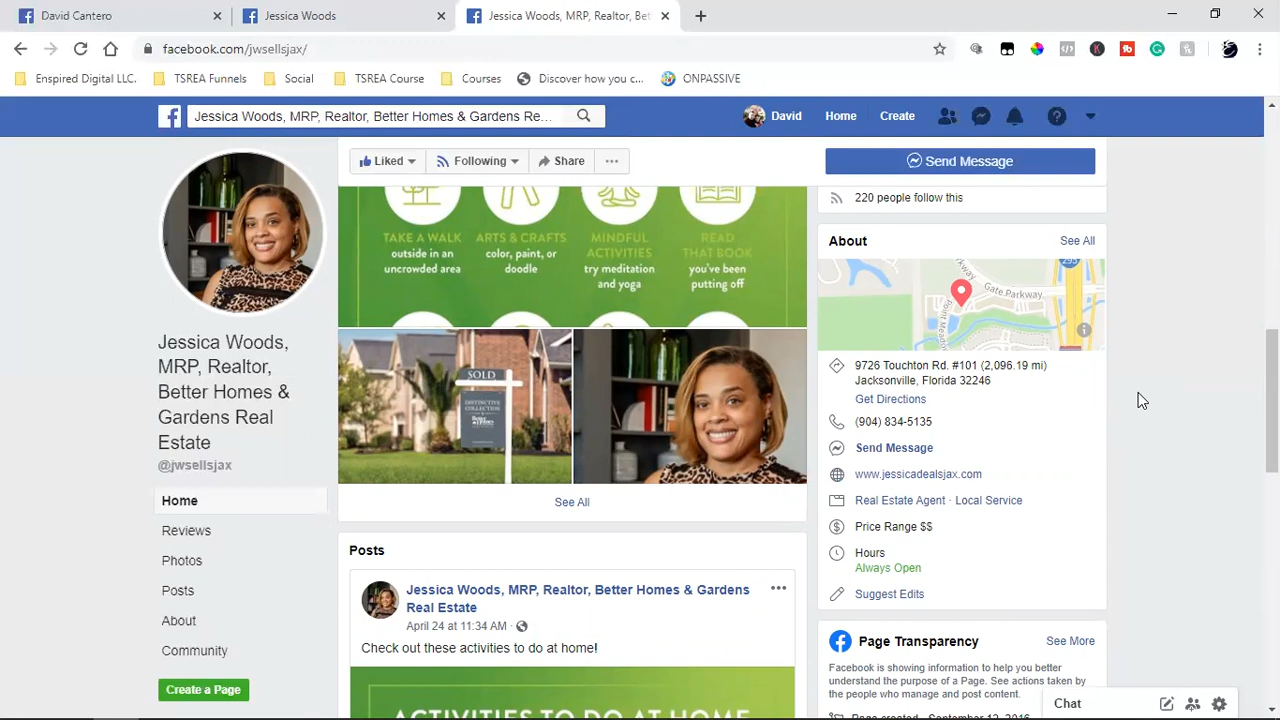 David Cantero
Jessica Woods
Jessica Woods, MRP, Realtor, Bet
facebook.com/jwsellsjax/
Enspired Digital LLC.
TSREA Funnels
Social
TSREA Course
Courses
Discover how you c...
ONPASSIVE
Jessica Woods, MRP, Realtor, Better Homes & Gardens Re...
David
Home
Create
Liked
Following
Share
Send Message
Jessica Woods,
MRP, Realtor,
Better Homes &
Gardens Real
Estate
@jwsellsjax
Home
Reviews
Photos
Posts
About
Community
Create a Page
TAKE A WALK
outside in an
uncrowded area
ARTS & CRAFTS
color, paint, or
doodle
MINDFUL
ACTIVITIES
try meditation
and yoga
READ
THAT BOOK
you've been
putting off
SOLD
DISTINCTIVE
COLLECTION
See All
Posts
Jessica Woods, MRP, Realtor, Better Homes & Gardens
Real Estate
April 24 at 11:34 AM
Check out these activities to do at home!
ACTIVITIES TO DO AT HOME
220 people follow this
About
See All
Gate Parkway
295
9726 Touchton Rd. #101 (2,096.19 mi)
Jacksonville, Florida 32246
Get Directions
(904) 834-5135
Send Message
www.jessicadealsjax.com
Real Estate Agent · Local Service
Price Range $$
Hours
Always Open
Suggest Edits
Page Transparency
See More
Facebook is showing information to help you better
understand the purpose of a Page. See actions taken by
the people who manage and post content.
Page created - September 12, 2016
Chat